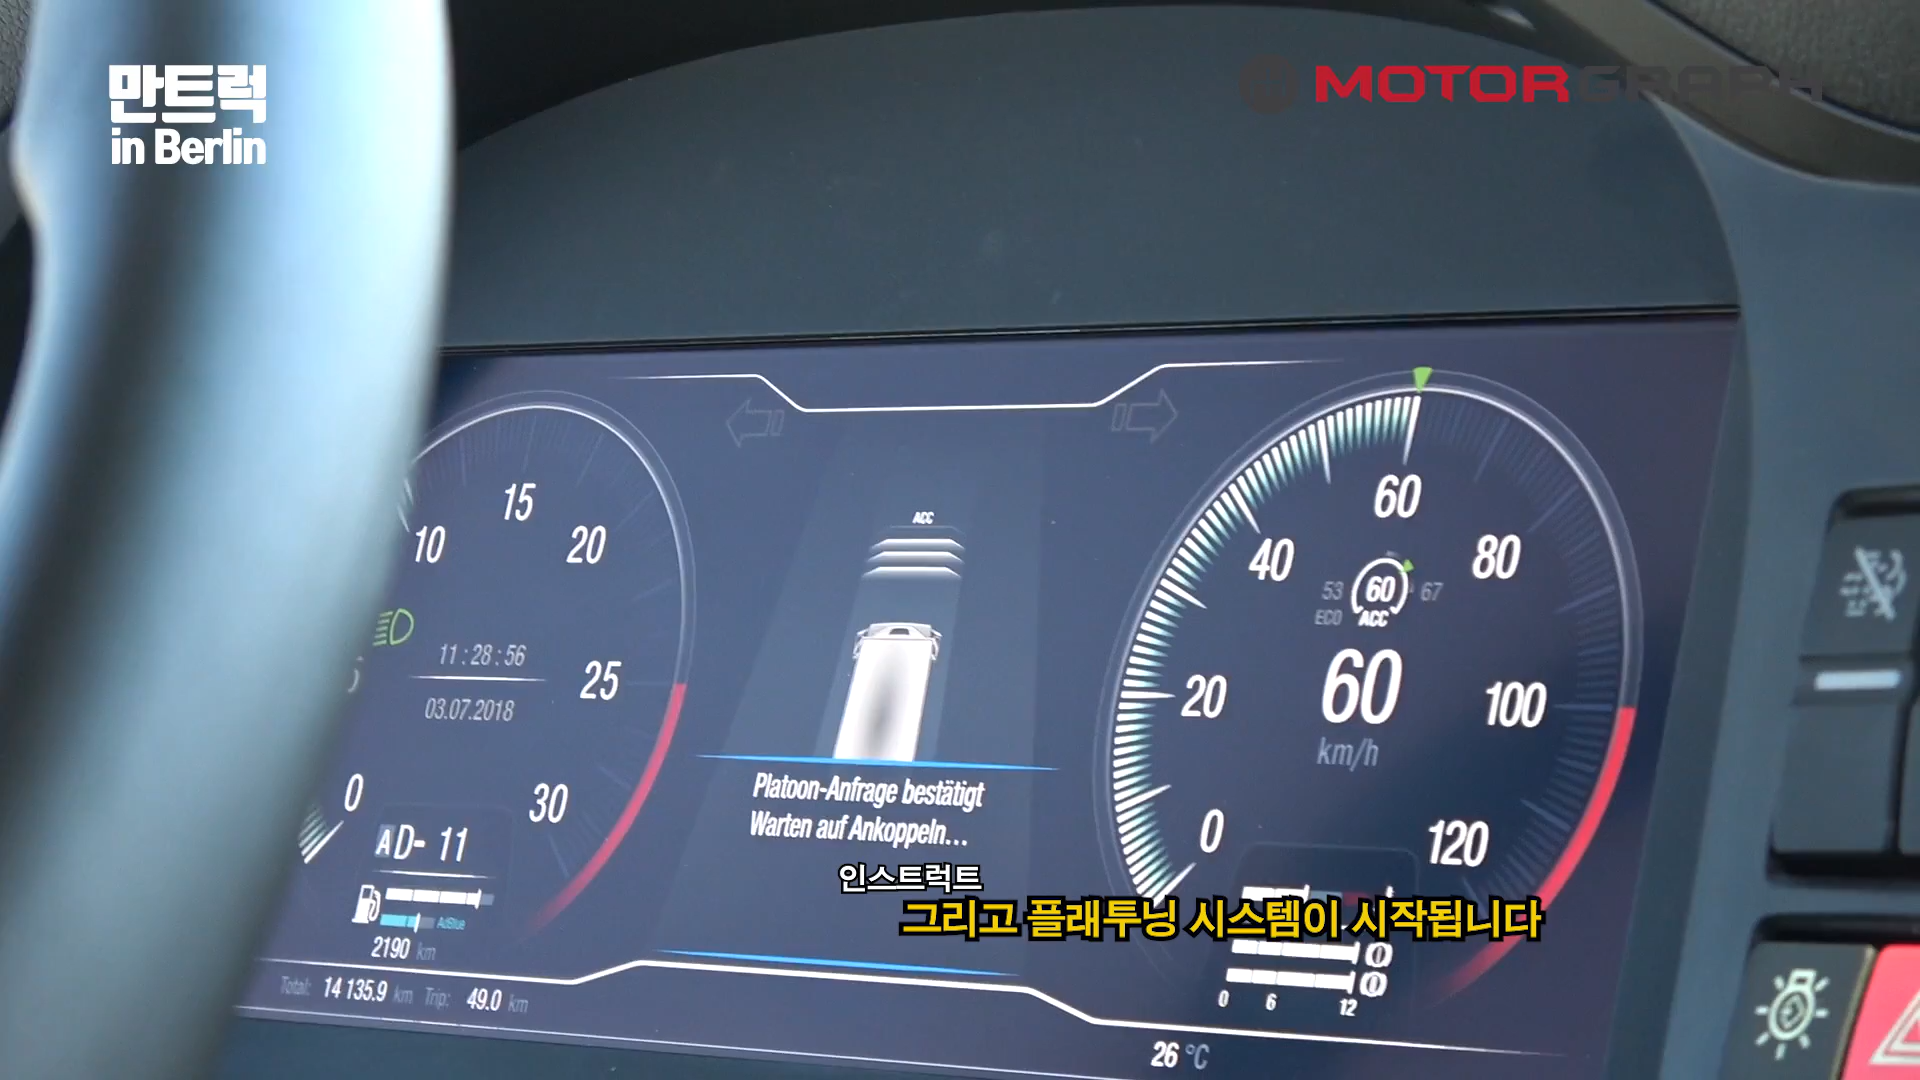 만트럭
in Berlin
MOTORGRAPH
ACC
10
15
20
25
30
0
11:28:56
03.07.2018
AD- 11
AdBlue
2190 km
Total: 14 135.9 km Trip: 49.0 km
Platoon-Anfrage bestätigt
Warten auf Ankoppeln...
0
20
40
60
80
100
120
53
60
67
ECO
ACC
60
km/h
인스트럭트
그리고 플래투닝 시스템이 시작됩니다
0 6 12
26 °C